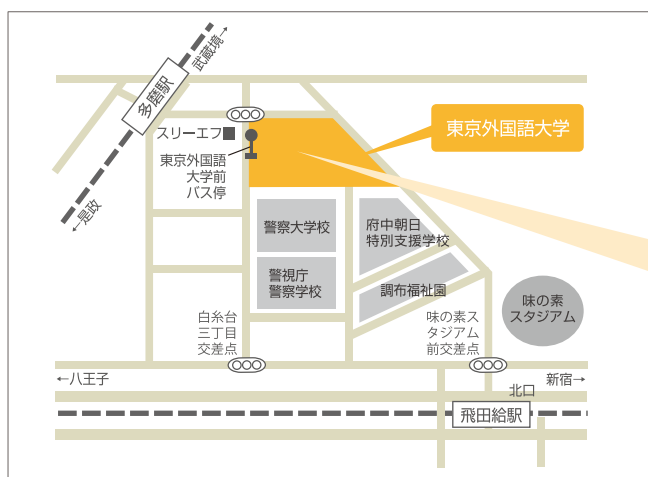 武蔵境→
多磨駅
←是政
スリーエフ
東京外国語
大学前
バス停
東京外国語大学
警察大学校
警視庁
警察学校
府中朝日
特別支援学校
調布福祉園
味の素
スタジアム
白糸台
三丁目
交差点
味の素ス
タジアム
前交差点
←八王子
新宿→
北口
飛田給駅